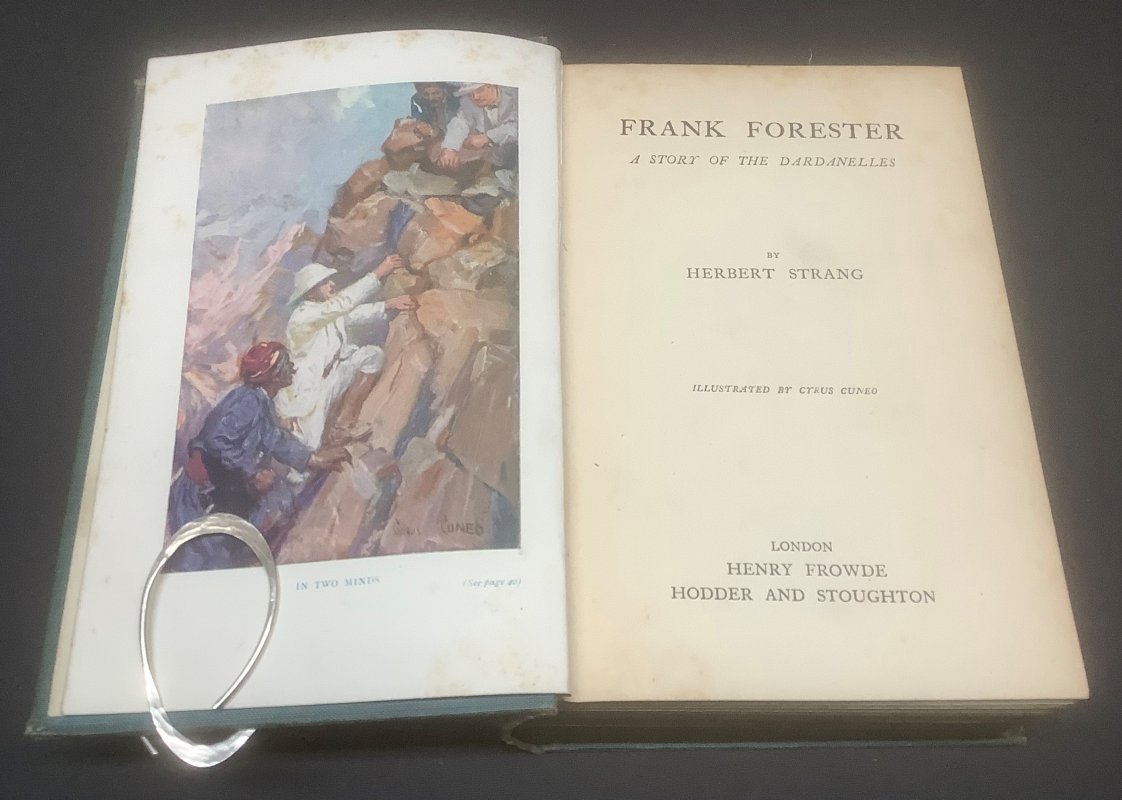 CYRUS CUNEO
IN TWO MINDS (See page 40)
FRANK FORESTER
A STORY OF THE DARDANELLES
BY
HERBERT STRANG
ILLUSTRATED BY CYRUS CUNEO
LONDON
HENRY FROWDE
HODDER AND STOUGHTON